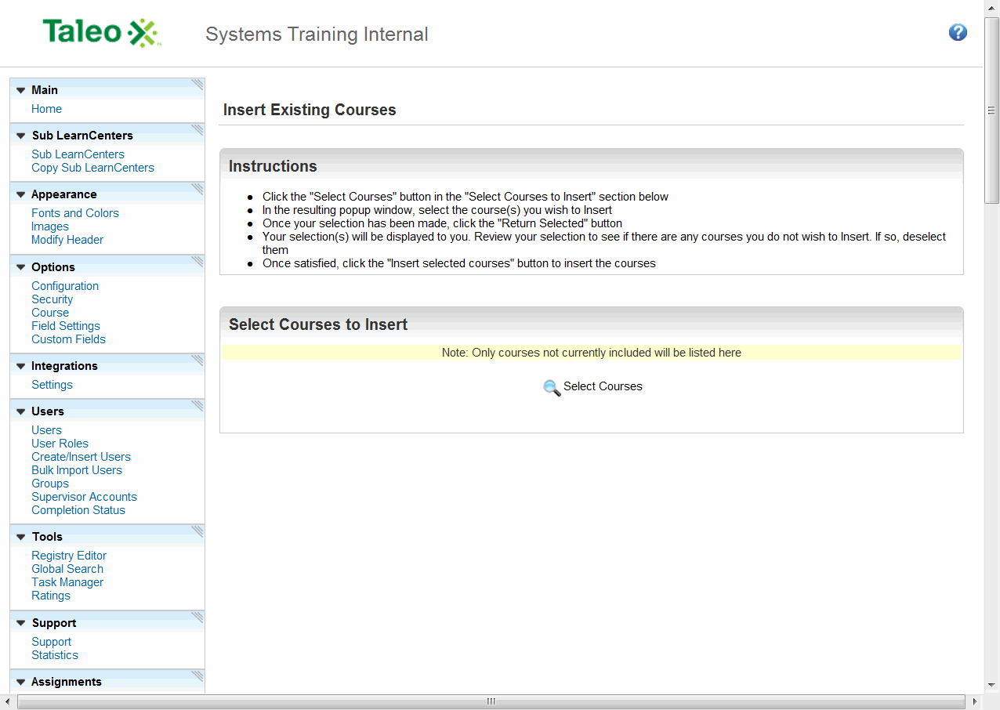 Taleo
Systems Training Internal
Main
Home
Sub LearnCenters
Sub LearnCenters
Copy Sub LearnCenters
Appearance
Fonts and Colors
Images
Modify Header
Options
Configuration
Security
Course
Field Settings
Custom Fields
Integrations
Settings
Users
Users
User Roles
Create/Insert Users
Bulk Import Users
Groups
Supervisor Accounts
Completion Status
Tools
Registry Editor
Global Search
Task Manager
Ratings
Support
Support
Statistics
Assignments
Insert Existing Courses
Instructions
Click the "Select Courses" button in the "Select Courses to Insert" section below
In the resulting popup window, select the course(s) you wish to Insert
Once your selection has been made, click the "Return Selected" button
Your selection(s) will be displayed to you. Review your selection to see if there are any courses you do not wish to Insert. If so, deselect
them
Once satisfied, click the "Insert selected courses" button to insert the courses
Select Courses to Insert
Note: Only courses not currently included will be listed here
Select Courses